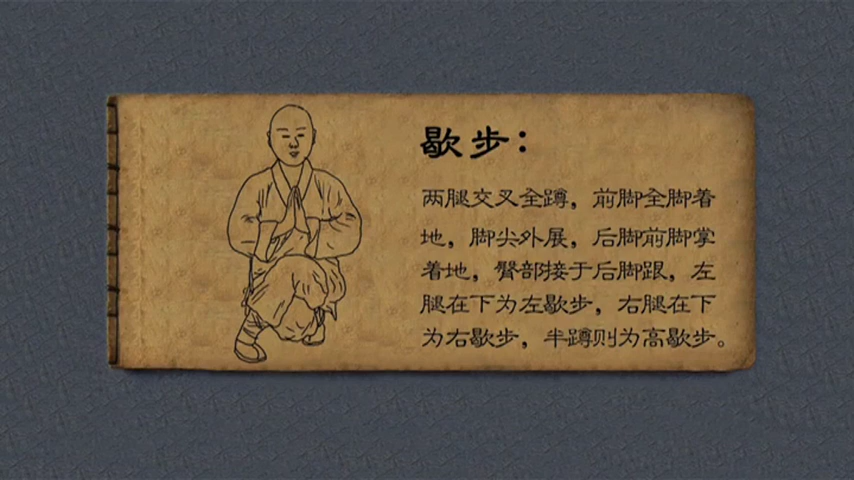 歇步：
两腿交叉全蹲，前脚全脚着
地，脚尖外展，后脚前脚掌
着地，臀部接于后脚跟，左
腿在下为左歇步，右腿在下
为右歇步，半蹲则为高歇步。